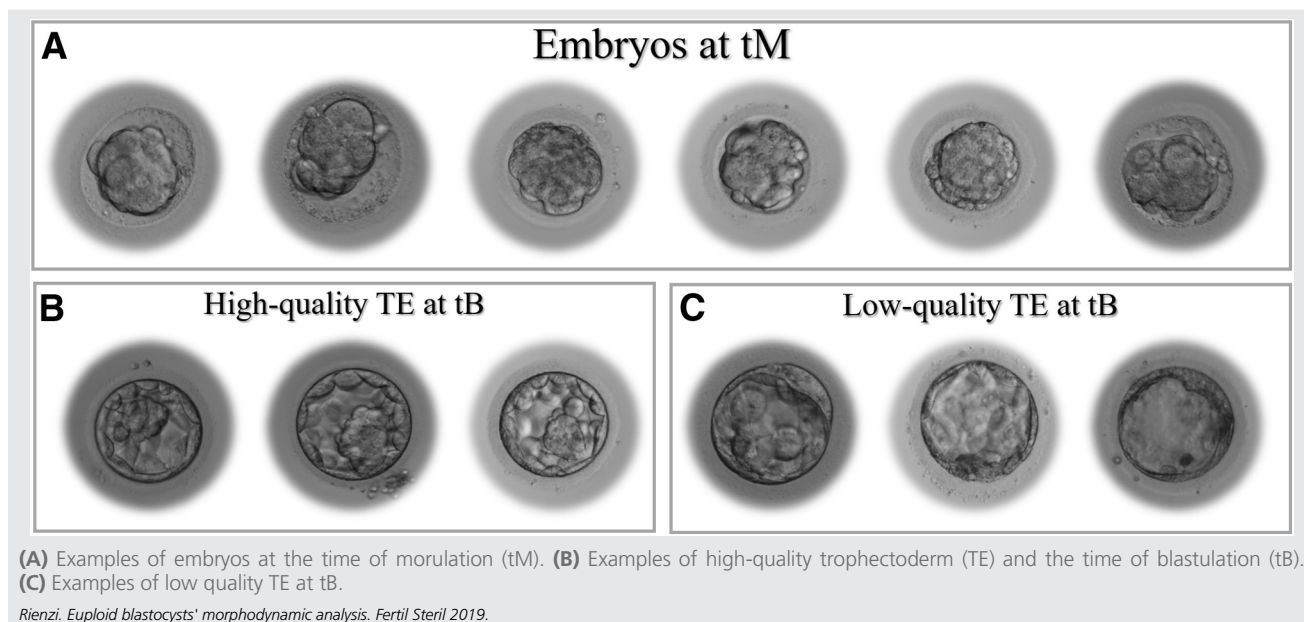 A
Embryos at tM
B
High-quality TE at tB
C
Low-quality TE at tB
(A) Examples of embryos at the time of morulation (tM). (B) Examples of high-quality trophectoderm (TE) and the time of blastulation (tB).
(C) Examples of low quality TE at tB.
Rienzi. Euploid blastocysts' morphodynamic analysis. Fertil Steril 2019.